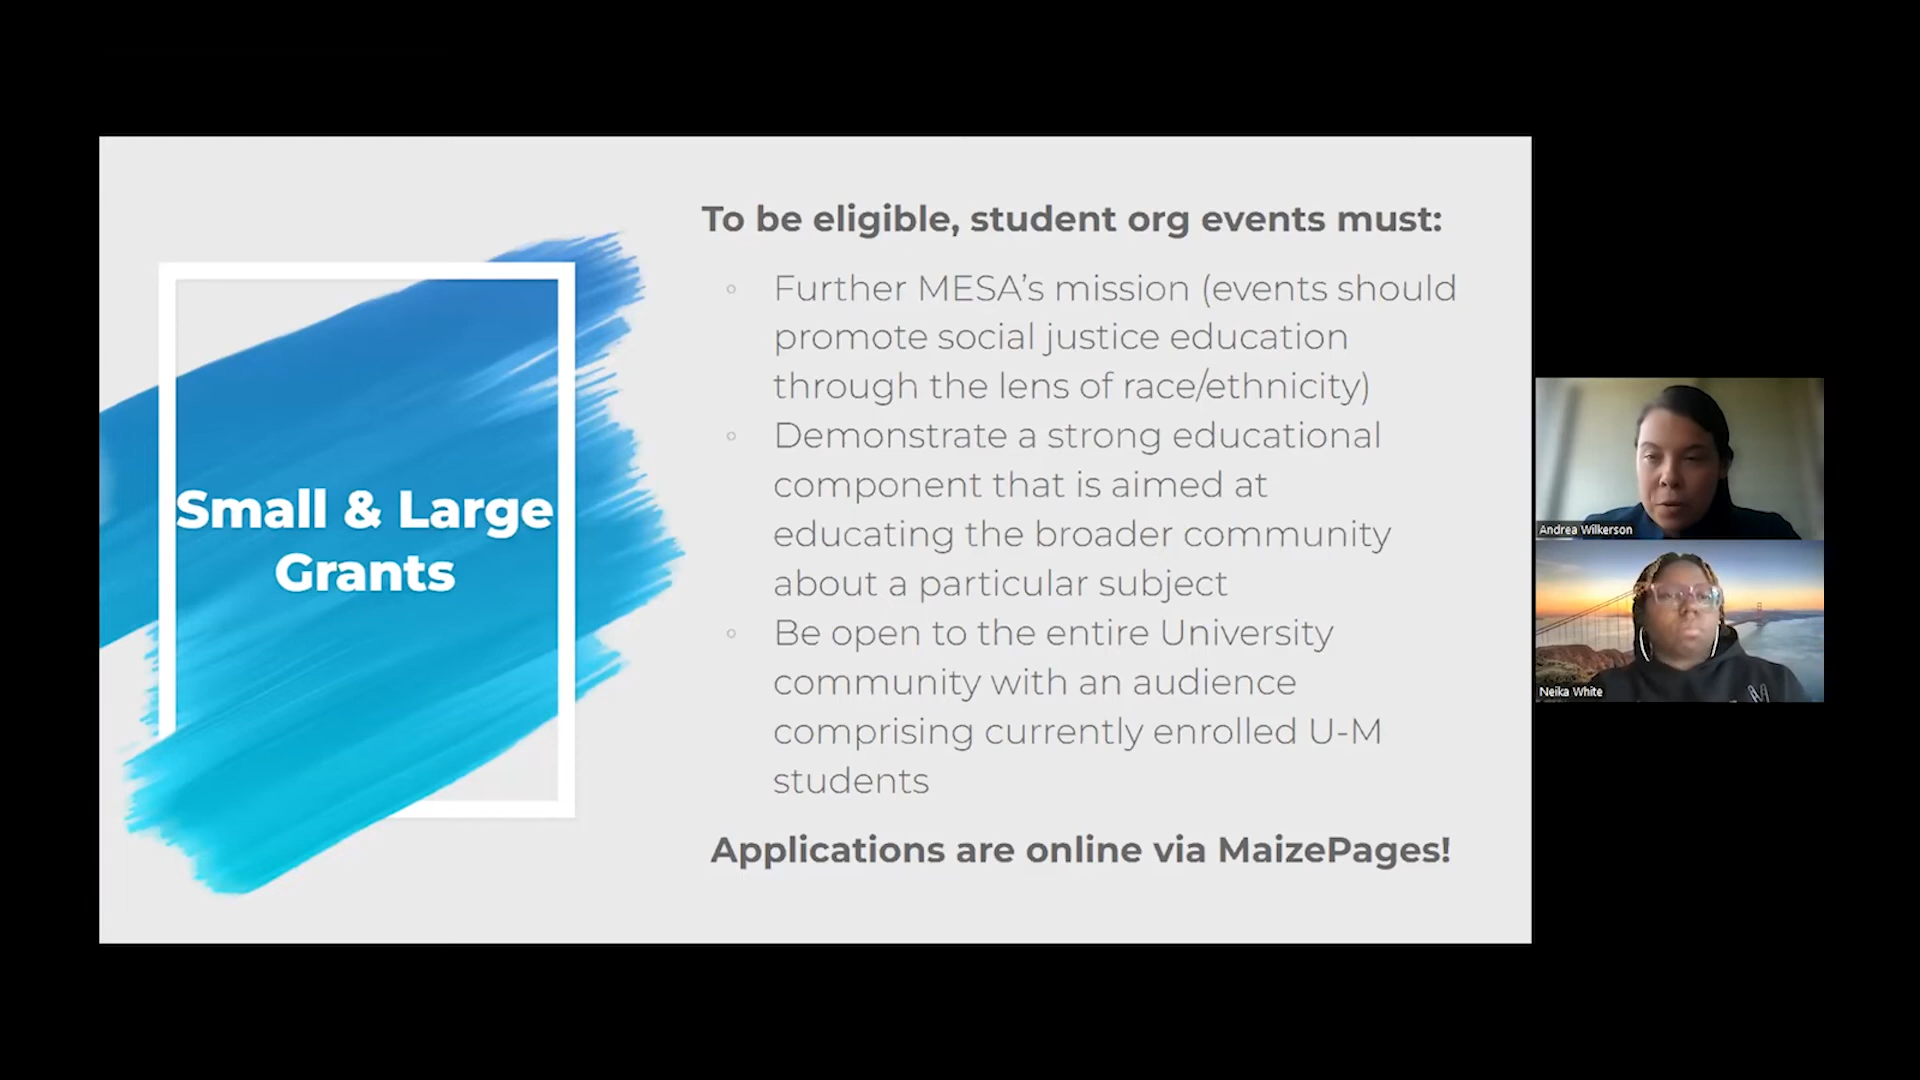 Small & Large
Grants
To be eligible, student org events must:
Further MESA’s mission (events should
promote social justice education
through the lens of race/ethnicity)
Demonstrate a strong educational
component that is aimed at
educating the broader community
about a particular subject
Be open to the entire University
community with an audience
comprising currently enrolled U-M
students
Applications are online via MaizePages!
Andrea Wilkerson
Neika White